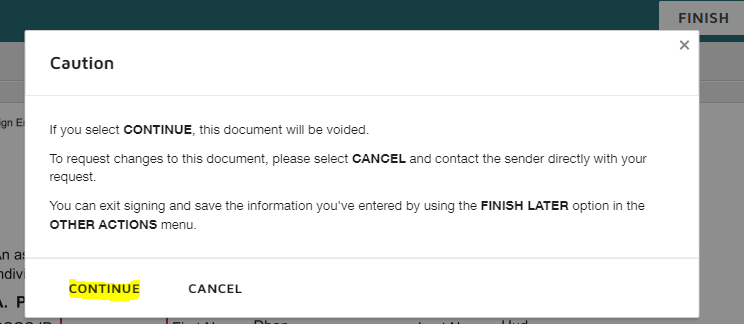 FINISH
Caution
×
If you select CONTINUE, this document will be voided.
To request changes to this document, please select CANCEL and contact the sender directly with your
request.
You can exit signing and save the information you've entered by using the FINISH LATER option in the
OTHER ACTIONS menu.
CONTINUE CANCEL